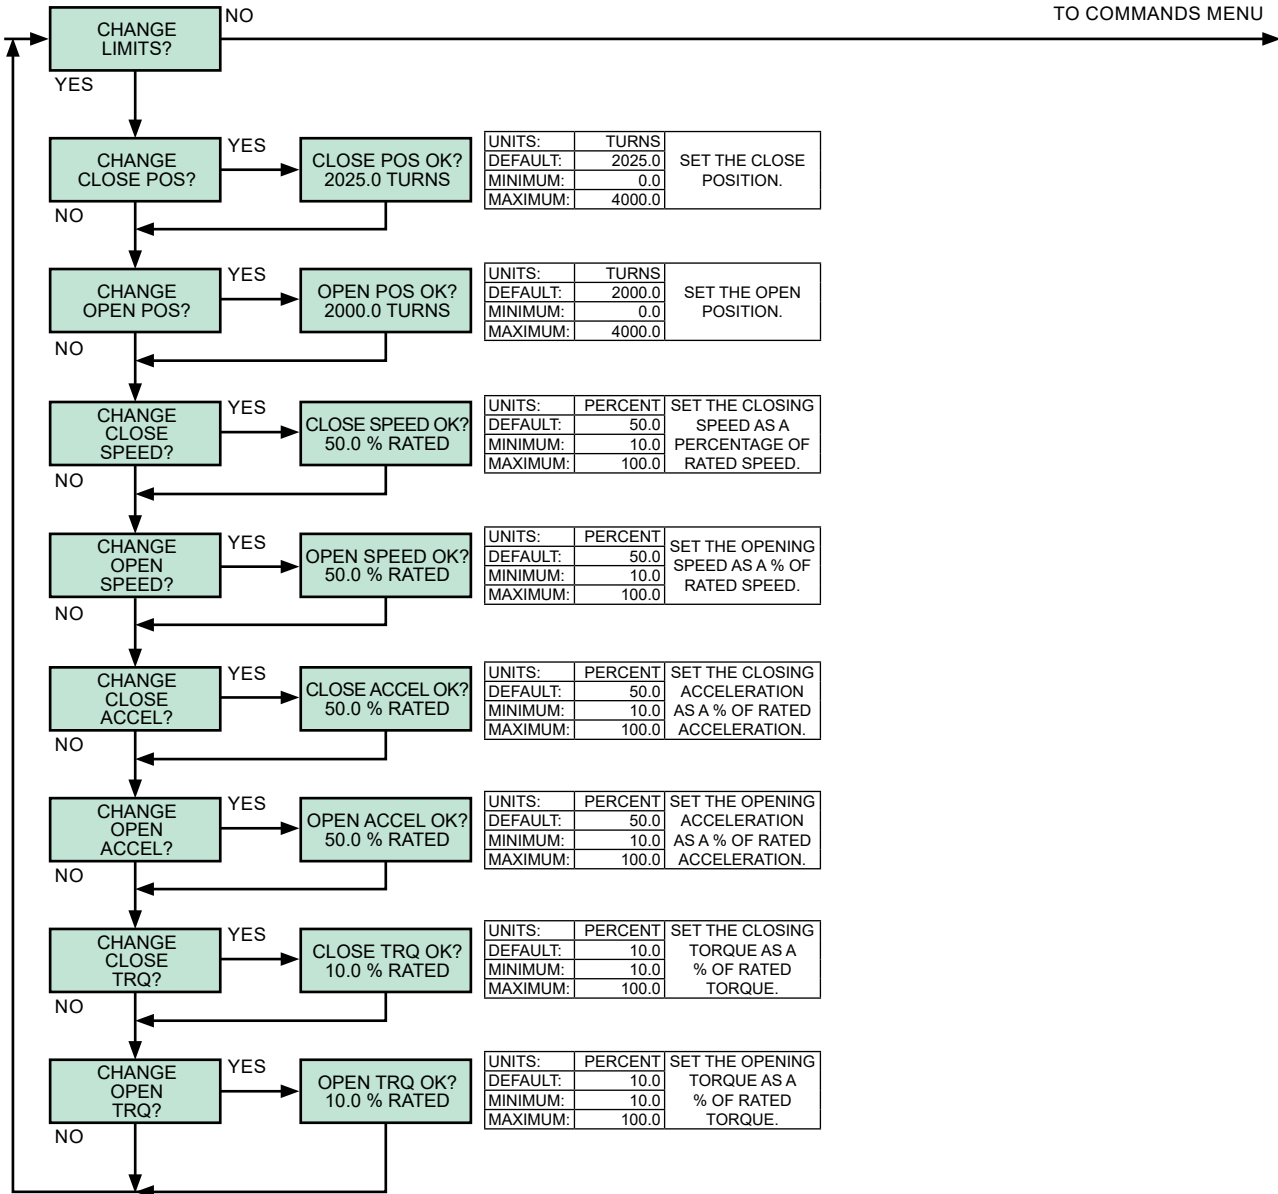 NO
TO COMMANDS MENU
CHANGE
LIMITS?
YES
CHANGE
CLOSE POS?
YES
CLOSE POS OK?
2025.0 TURNS
UNITS: TURNS
DEFAULT: 2025.0
MINIMUM: 0.0
MAXIMUM: 4000.0
SET THE CLOSE
POSITION.
NO
CHANGE
OPEN POS?
YES
OPEN POS OK?
2000.0 TURNS
UNITS: TURNS
DEFAULT: 2000.0
MINIMUM: 0.0
MAXIMUM: 4000.0
SET THE OPEN
POSITION.
NO
CHANGE
CLOSE
SPEED?
YES
CLOSE SPEED OK?
50.0 % RATED
UNITS: PERCENT
DEFAULT: 50.0
MINIMUM: 10.0
MAXIMUM: 100.0
SET THE CLOSING
SPEED AS A
PERCENTAGE OF
RATED SPEED.
NO
CHANGE
OPEN
SPEED?
YES
OPEN SPEED OK?
50.0 % RATED
UNITS: PERCENT
DEFAULT: 50.0
MINIMUM: 10.0
MAXIMUM: 100.0
SET THE OPENING
SPEED AS A % OF
RATED SPEED.
NO
CHANGE
CLOSE
ACCEL?
YES
CLOSE ACCEL OK?
50.0 % RATED
UNITS: PERCENT
DEFAULT: 50.0
MINIMUM: 10.0
MAXIMUM: 100.0
SET THE CLOSING
ACCELERATION
AS A % OF RATED
ACCELERATION.
NO
CHANGE
OPEN
ACCEL?
YES
OPEN ACCEL OK?
50.0 % RATED
UNITS: PERCENT
DEFAULT: 50.0
MINIMUM: 10.0
MAXIMUM: 100.0
SET THE OPENING
ACCELERATION
AS A % OF RATED
ACCELERATION.
NO
CHANGE
CLOSE
TRQ?
YES
CLOSE TRQ OK?
10.0 % RATED
UNITS: PERCENT
DEFAULT: 10.0
MINIMUM: 10.0
MAXIMUM: 100.0
SET THE CLOSING
TORQUE AS A
% OF RATED
TORQUE.
NO
CHANGE
OPEN
TRQ?
YES
OPEN TRQ OK?
10.0 % RATED
UNITS: PERCENT
DEFAULT: 10.0
MINIMUM: 10.0
MAXIMUM: 100.0
SET THE OPENING
TORQUE AS A
% OF RATED
TORQUE.
NO